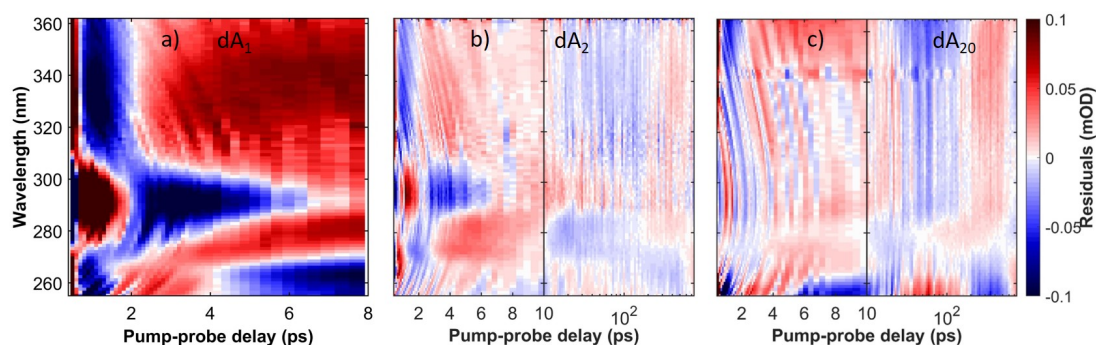 a) dA1
b) dA2
c) dA20
Wavelength (nm)
360
340
320
300
280
260
2 4 6 8
Pump-probe delay (ps)
2 4 6 8 10 10²
Pump-probe delay (ps)
2 4 6 8 10 10²
Pump-probe delay (ps)
0.1
0.05
0
-0.05
-0.1
Residuals (mOD)